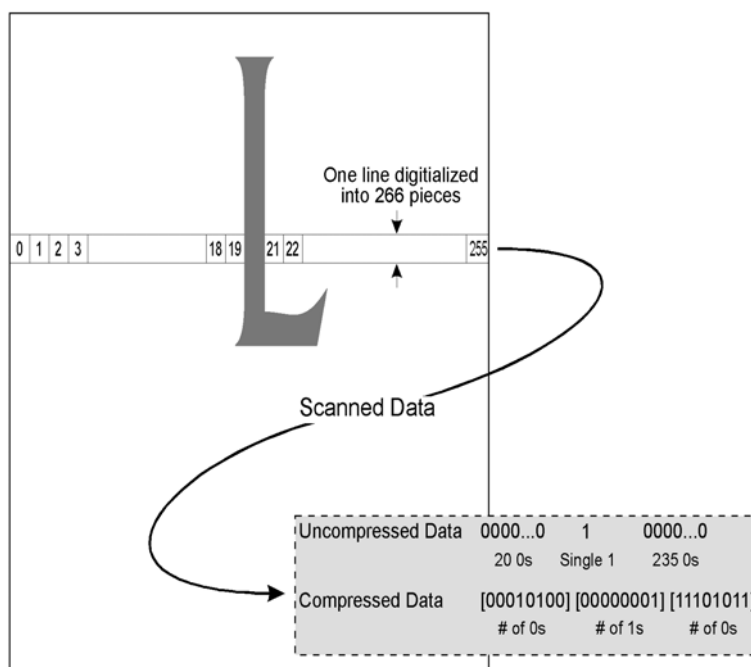 L
One line digitialized
into 266 pieces
0 1 2 3 18 19 21 22 255
Scanned Data
Uncompressed Data 0000...0 1 0000...0
20 0s Single 1 235 0s
Compressed Data [00010100] [00000001] [11101011]
# of 0s # of 1s # of 0s